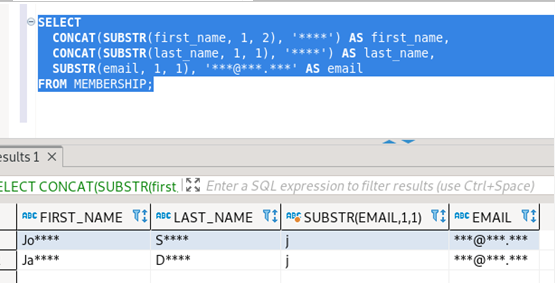 SELECT
CONCAT(SUBSTR(first_name, 1, 2), '****') AS first_name,
CONCAT(SUBSTR(last_name, 1, 1), '****') AS last_name,
SUBSTR(email, 1, 1), '***@***.***' AS email
FROM MEMBERSHIP;
esults 1
ELECT CONCAT(SUBSTR(first_ Enter a SQL expression to filter results (use Ctrl+Space)
ABC FIRST_NAME ABC LAST_NAME ABC SUBSTR(EMAIL,1,1) ABC EMAIL
Jo**** S**** j ***@***.***
Ja**** D**** j ***@***.***